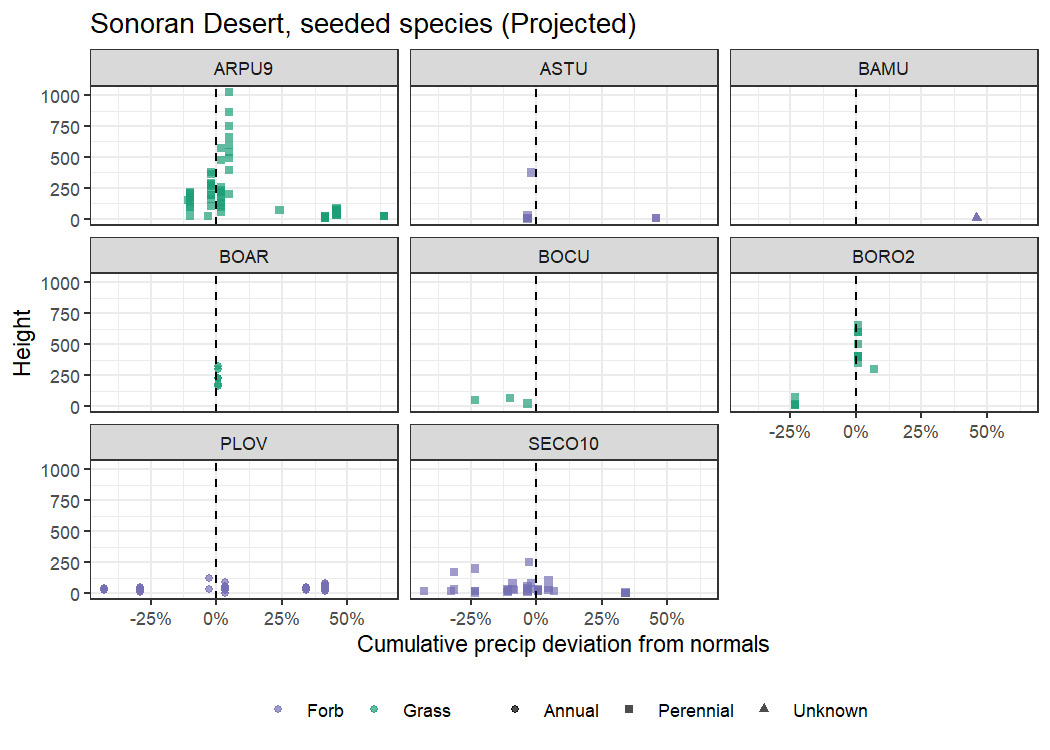 Sonoran Desert, seeded species (Projected)
ARPU9 ASTU BAMU
1000
750
500
250
0
BOAR BOCU BORO2
1000
750
500
250
0
Height
-25% 0% 25% 50%
PLOV SECO10
1000
750
500
250
0
-25% 0% 25% 50% -25% 0% 25% 50%
Cumulative precip deviation from normals
Forb Grass Annual Perennial Unknown